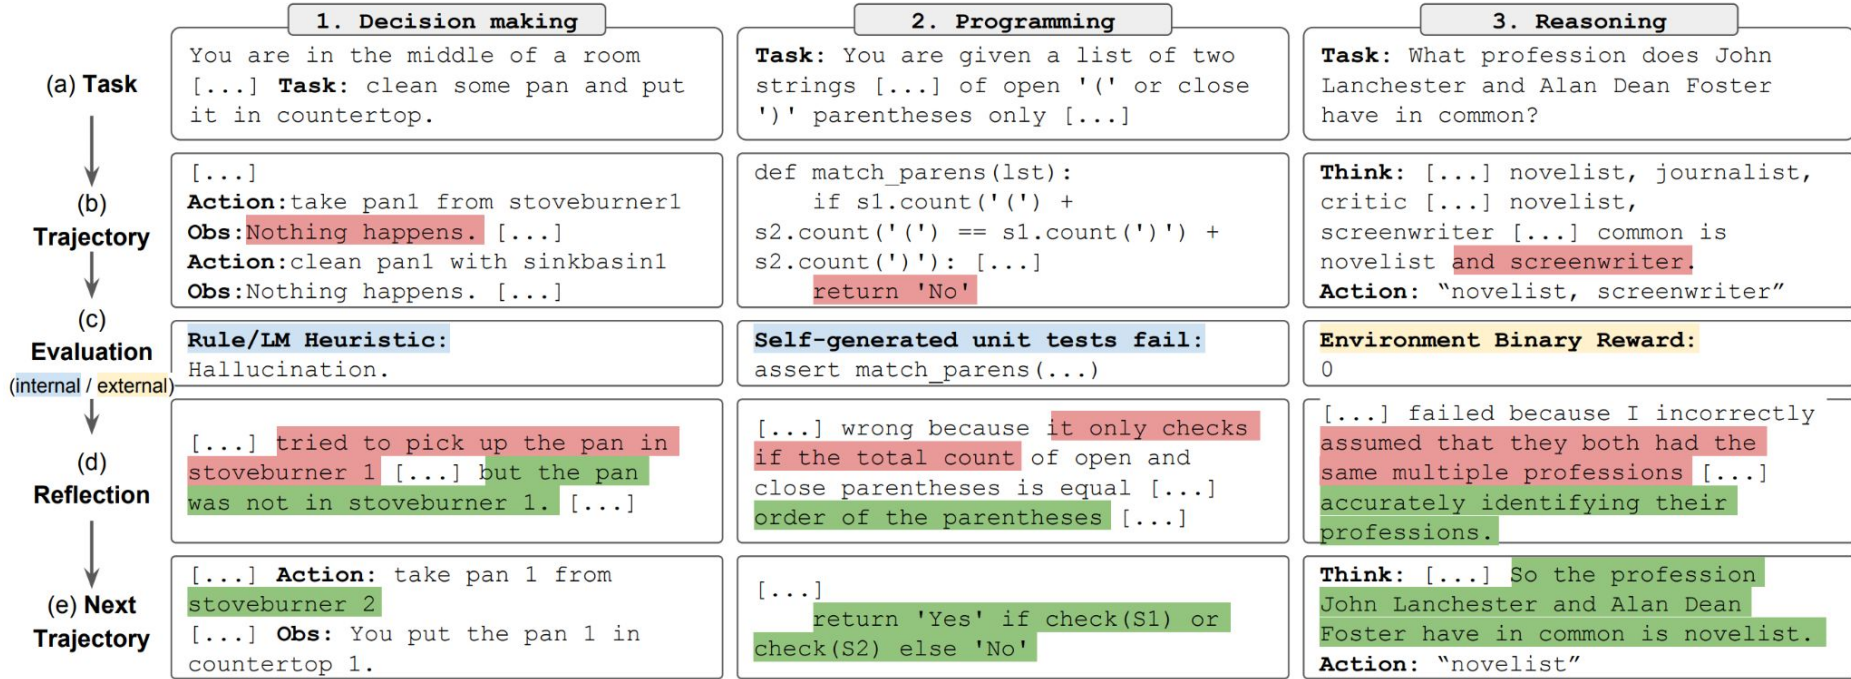 1. Decision making
2. Programming
3. Reasoning
(a) Task
You are in the middle of a room
[...] Task: clean some pan and put
it in countertop.
Task: You are given a list of two
strings [...] of open '(' or close
')' parentheses only [...]
Task: What profession does John
Lanchester and Alan Dean Foster
have in common?
(b)
Trajectory
[...]
Action:take pan1 from stoveburner1
Obs:Nothing happens. [...]
Action:clean pan1 with sinkbasin1
Obs:Nothing happens. [...]
def match_parens(lst):
    if s1.count('(') +
s2.count('(') == s1.count(')') +
s2.count(')'): [...]
    return 'No'
Think: [...] novelist, journalist,
critic [...] novelist,
screenwriter [...] common is
novelist and screenwriter.
Action: “novelist, screenwriter”
(c)
Evaluation
(internal / external)
Rule/LM Heuristic:
Hallucination.
Self-generated unit tests fail:
assert match_parens(...)
Environment Binary Reward:
0
(d)
Reflection
[...] tried to pick up the pan in
stoveburner 1 [...] but the pan
was not in stoveburner 1. [...]
[...] wrong because it only checks
if the total count of open and
close parentheses is equal [...]
order of the parentheses [...]
[...] failed because I incorrectly
assumed that they both had the
same multiple professions [...]
accurately identifying their
professions.
(e) Next
Trajectory
[...] Action: take pan 1 from
stoveburner 2
[...] Obs: You put the pan 1 in
countertop 1.
[...]
    return 'Yes' if check(S1) or
check(S2) else 'No'
Think: [...] So the profession
John Lanchester and Alan Dean
Foster have in common is novelist.
Action: “novelist”